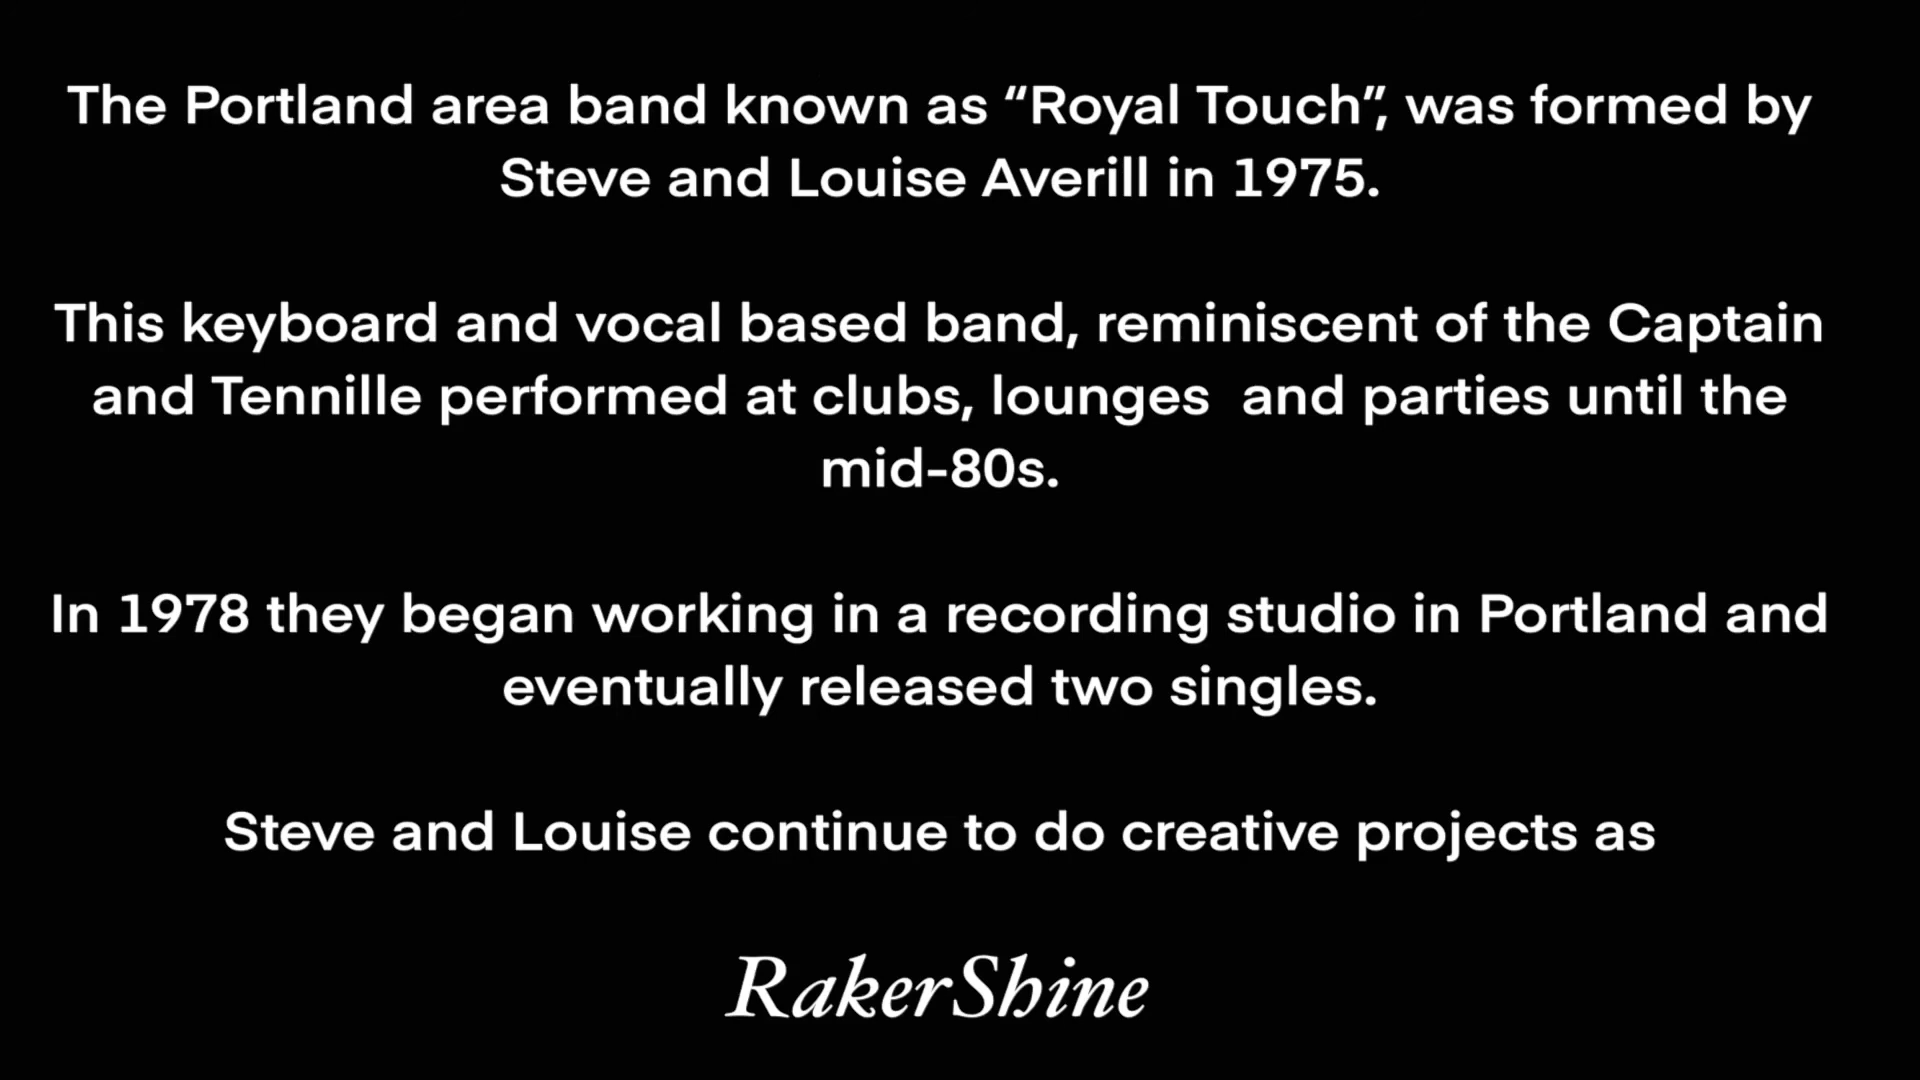 The Portland area band known as “Royal Touch”, was formed by
Steve and Louise Averill in 1975.
This keyboard and vocal based band, reminiscent of the Captain
and Tennille performed at clubs, lounges  and parties until the
mid-80s.
In 1978 they began working in a recording studio in Portland and
eventually released two singles.
Steve and Louise continue to do creative projects as
RakerShine